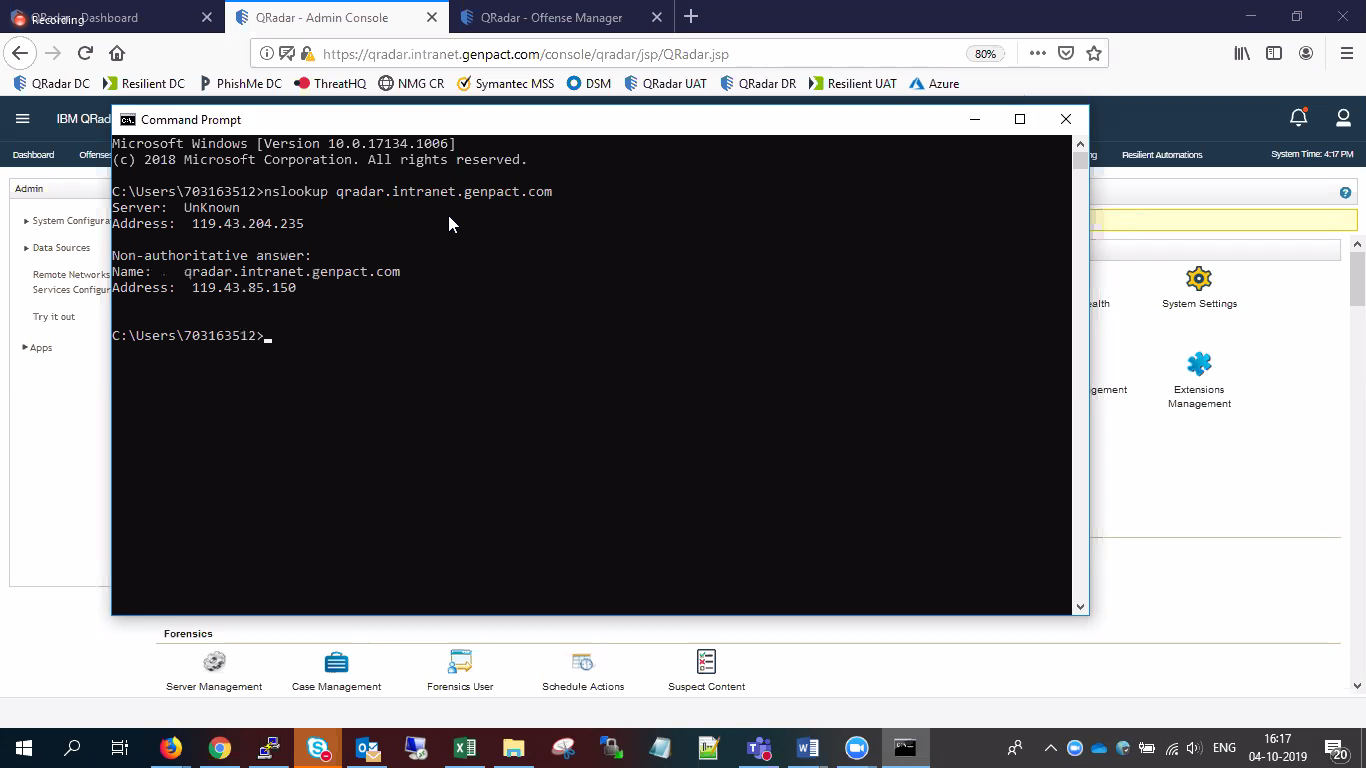 Recording
Dashboard
QRadar - Admin Console
QRadar - Offense Manager
https://qradar.intranet.genpact.com/console/qradar/jsp/QRadar.jsp
80%
QRadar DC
Resilient DC
PhishMe DC
ThreatHQ
NMG CR
Symantec MSS
DSM
QRadar UAT
QRadar DR
Resilient UAT
Azure
IBM QRa
Dashboard
Offense
Resilient Automations
System Time: 4:17 PM
Admin
System Configura
Data Sources
Remote Networks
Services Configur
Try it out
Apps
Command Prompt
Microsoft Windows [Version 10.0.17134.1006]
(c) 2018 Microsoft Corporation. All rights reserved.
C:\Users\703163512>nslookup qradar.intranet.genpact.com
Server:  UnKnown
Address:  119.43.204.235
Non-authoritative answer:
Name:    qradar.intranet.genpact.com
Address:  119.43.85.150
C:\Users\703163512>
ealth
System Settings
gement
Extensions
Management
Forensics
Server Management
Case Management
Forensics User
Schedule Actions
Suspect Content
ENG
16:17
04-10-2019
20